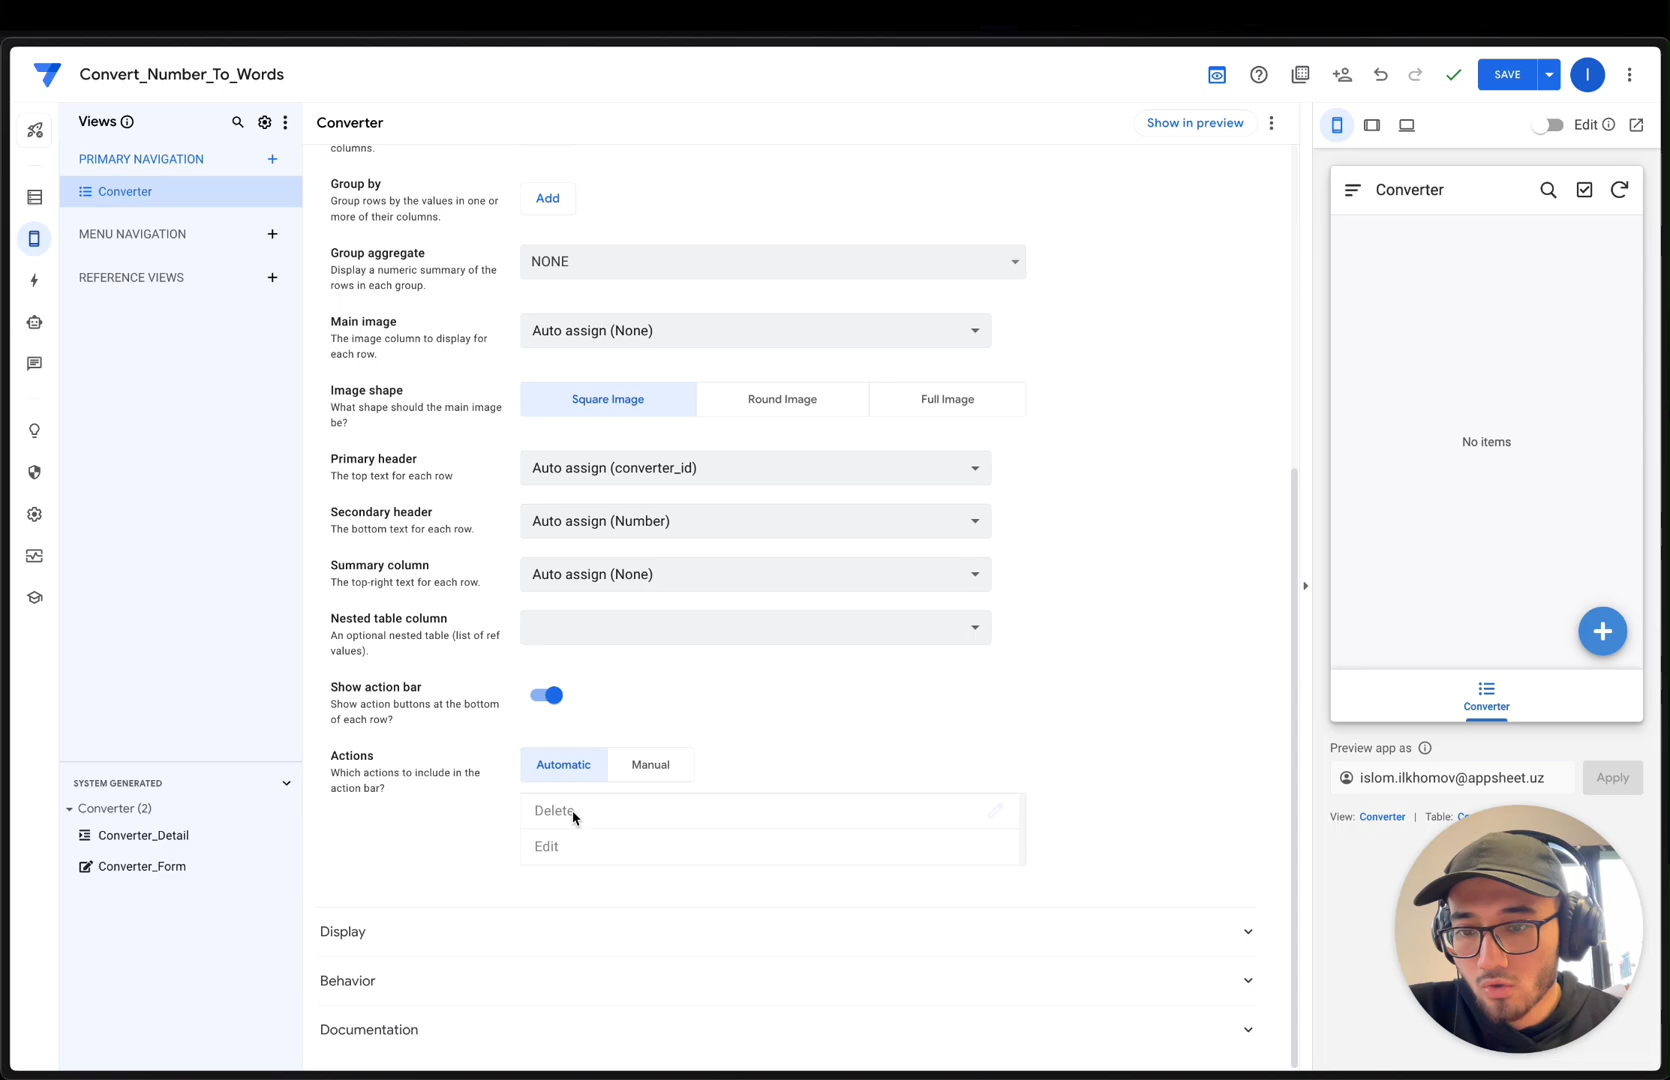 Convert_Number_To_Words
SAVE
I
Views
PRIMARY NAVIGATION
Converter
MENU NAVIGATION
REFERENCE VIEWS
SYSTEM GENERATED
Converter (2)
Converter_Detail
Converter_Form
Converter
Show in preview
columns.
Group by
Group rows by the values in one or
more of their columns.
Add
Group aggregate
Display a numeric summary of the
rows in each group.
NONE
Main image
The image column to display for
each row.
Auto assign (None)
Image shape
What shape should the main image
be?
Square Image
Round Image
Full Image
Primary header
The top text for each row
Auto assign (converter_id)
Secondary header
The bottom text for each row.
Auto assign (Number)
Summary column
The top-right text for each row.
Auto assign (None)
Nested table column
An optional nested table (list of ref
values).
Show action bar
Show action buttons at the bottom
of each row?
Actions
Which actions to include in the
action bar?
Automatic
Manual
Delete
Edit
Display
Behavior
Documentation
Edit
Converter
No items
Converter
Preview app as
islom.ilkhomov@appsheet.uz
Apply
View: Converter | Table: